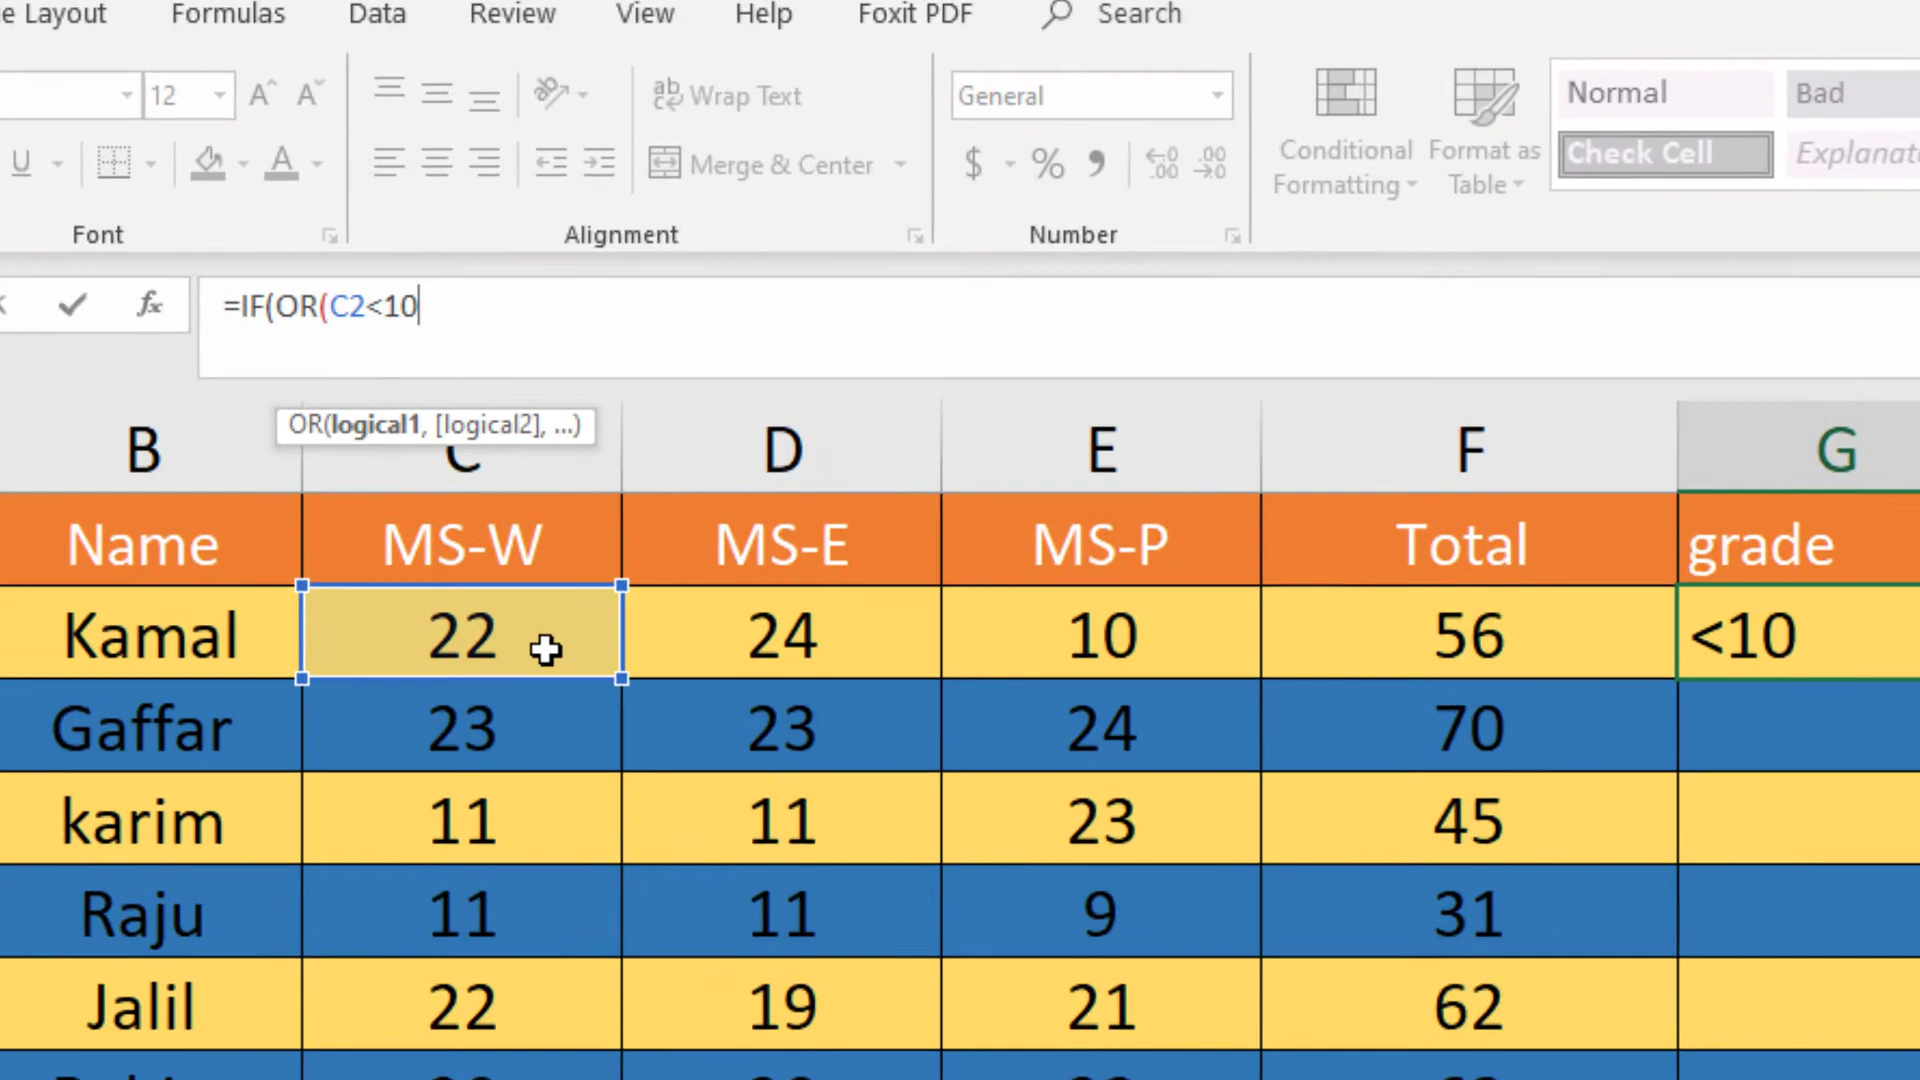 e Layout Formulas Data Review View Help Foxit PDF Search
12 A A ab Wrap Text General Normal Bad
U A Merge & Center $ % Conditional Formatting Format as Table Check Cell Explanat
Font Alignment Number
fx =IF(OR(C2<10
OR(logical1, [logical2], ...)
B C D E F G
Name MS-W MS-E MS-P Total grade
Kamal 22 24 10 56 <10
Gaffar 23 23 24 70
karim 11 11 23 45
Raju 11 11 9 31
Jalil 22 19 21 62